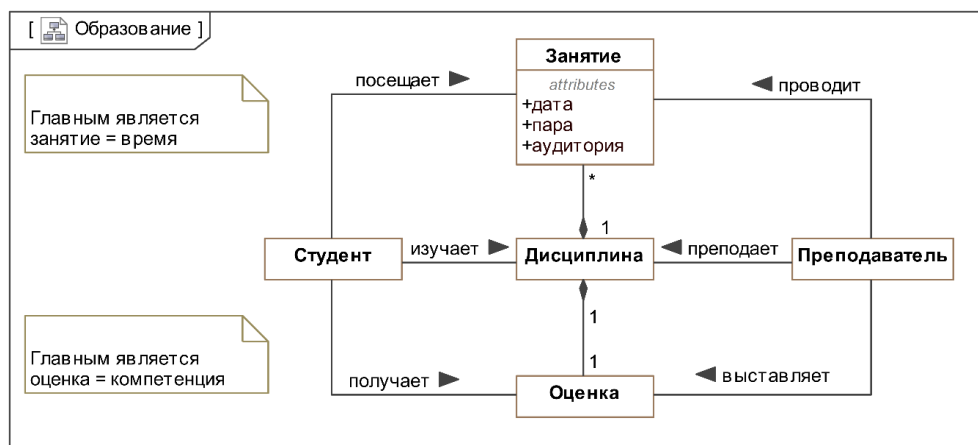 [ Образование ]
Занятие
attributes
+дата
+пара
+аудитория
посещает
проводит
Главным является
занятие = время
*
1
Студент
изучает
Дисциплина
преподает
Преподаватель
1
1
Главным является
оценка = компетенция
получает
Оценка
выставляет